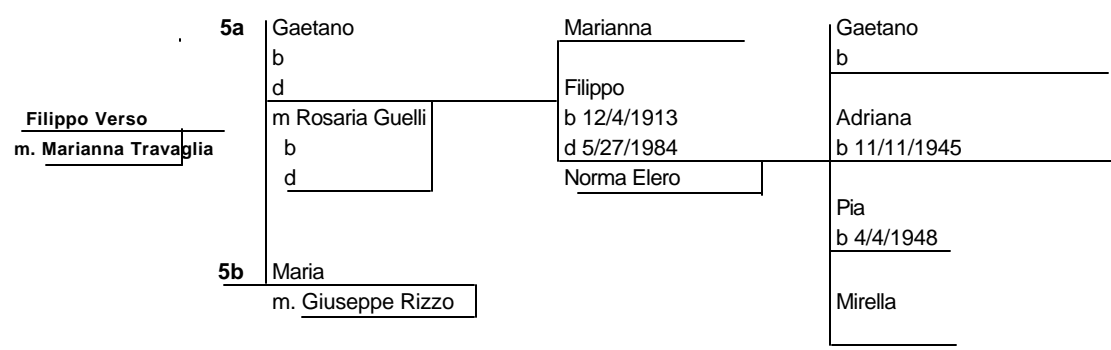 5a Gaetano Marianna Gaetano
b b
d Filippo
Filippo Verso m Rosaria Guelli b 12/4/1913 Adriana
m. Marianna Travaglia b d 5/27/1984 b 11/11/1945
d Norma Elero
Pia
b 4/4/1948
5b Maria
m. Giuseppe Rizzo Mirella